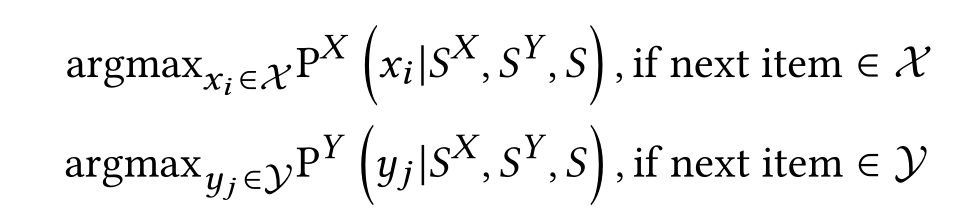 argmax_{x_i ∈ 𝒳} P^X (x_i | S^X, S^Y, S), if next item ∈ 𝒳
argmax_{y_j ∈ 𝒴} P^Y (y_j | S^X, S^Y, S), if next item ∈ 𝒴